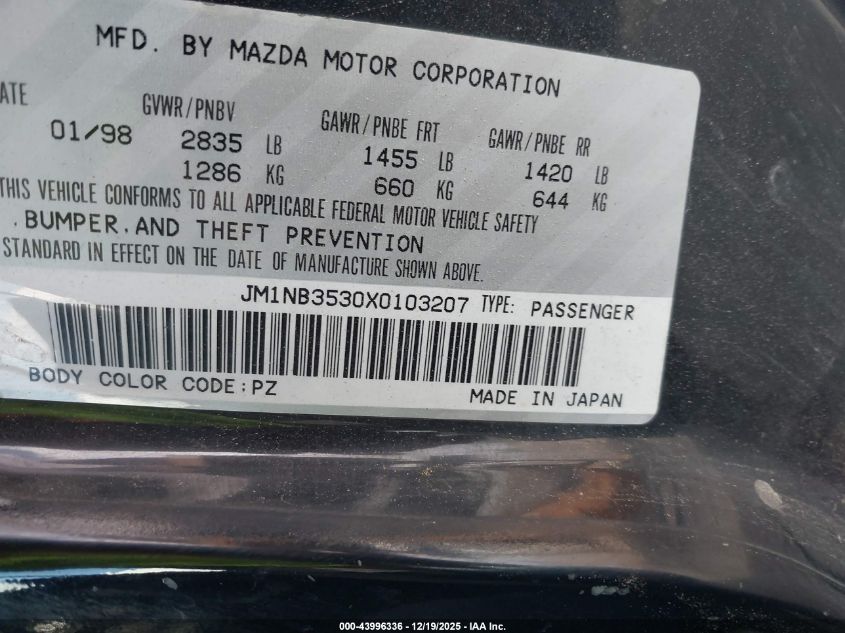 MFD. BY MAZDA MOTOR CORPORATION
ATE GVWR/PNBV GAWR/PNBE FRT GAWR/PNBE RR
01/98 2835 LB 1455 LB 1420 LB
1286 KG 660 KG 644 KG
THIS VEHICLE CONFORMS TO ALL APPLICABLE FEDERAL MOTOR VEHICLE SAFETY
, BUMPER, AND THEFT PREVENTION
STANDARD IN EFFECT ON THE DATE OF MANUFACTURE SHOWN ABOVE.
JM1NB3530X0103207 TYPE: PASSENGER
BODY COLOR CODE:PZ MADE IN JAPAN
000-43996336 - 12/19/2025 - IAA Inc.